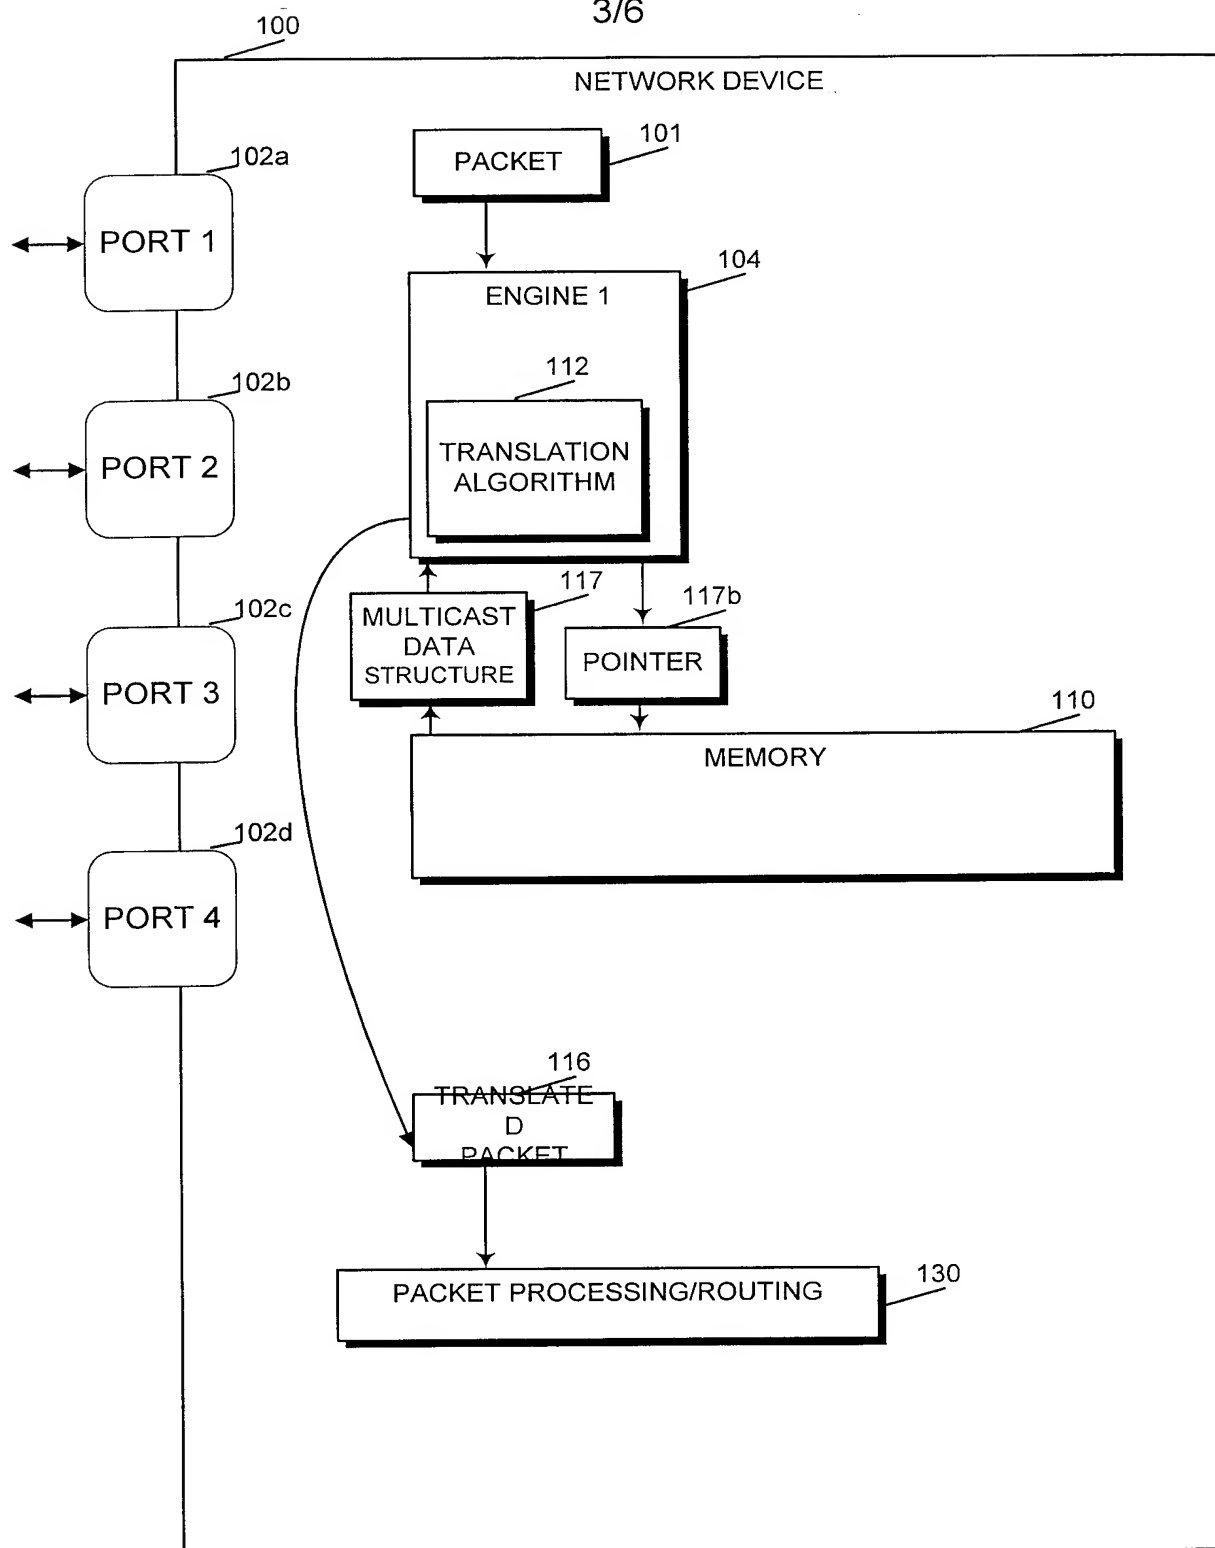 3/6
100
NETWORK DEVICE
102a
101
PACKET
PORT 1
104
ENGINE 1
112
102b
TRANSLATION
ALGORITHM
PORT 2
117
117b
102c
MULTICAST
DATA
STRUCTURE
POINTER
PORT 3
110
MEMORY
102d
PORT 4
116
TRANSLATE
D
PACKET
130
PACKET PROCESSING/ROUTING